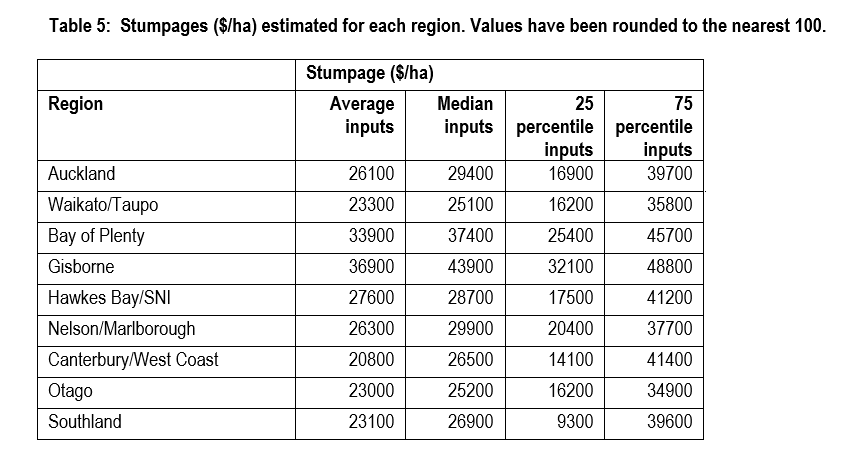 Table 5: Stumpages ($/ha) estimated for each region. Values have been rounded to the nearest 100.
Stumpage ($/ha)
Region Average inputs Median inputs 25 percentile inputs 75 percentile inputs
Auckland 26100 29400 16900 39700
Waikato/Taupo 23300 25100 16200 35800
Bay of Plenty 33900 37400 25400 45700
Gisborne 36900 43900 32100 48800
Hawkes Bay/SNI 27600 28700 17500 41200
Nelson/Marlborough 26300 29900 20400 37700
Canterbury/West Coast 20800 26500 14100 41400
Otago 23000 25200 16200 34900
Southland 23100 26900 9300 39600